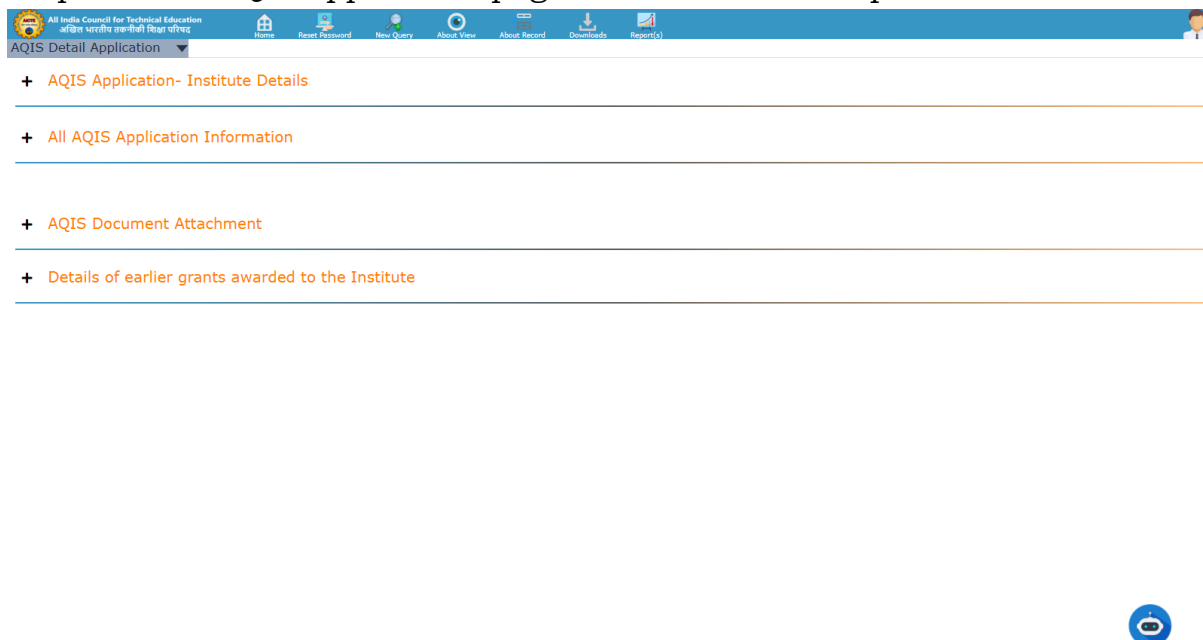 All India Council for Technical Education
अखिल भारतीय तकनीकी शिक्षा परिषद
Home Reset Password New Query About View About Record Downloads Report(s)
AQIS Detail Application
+ AQIS Application- Institute Details
+ All AQIS Application Information
+ AQIS Document Attachment
+ Details of earlier grants awarded to the Institute